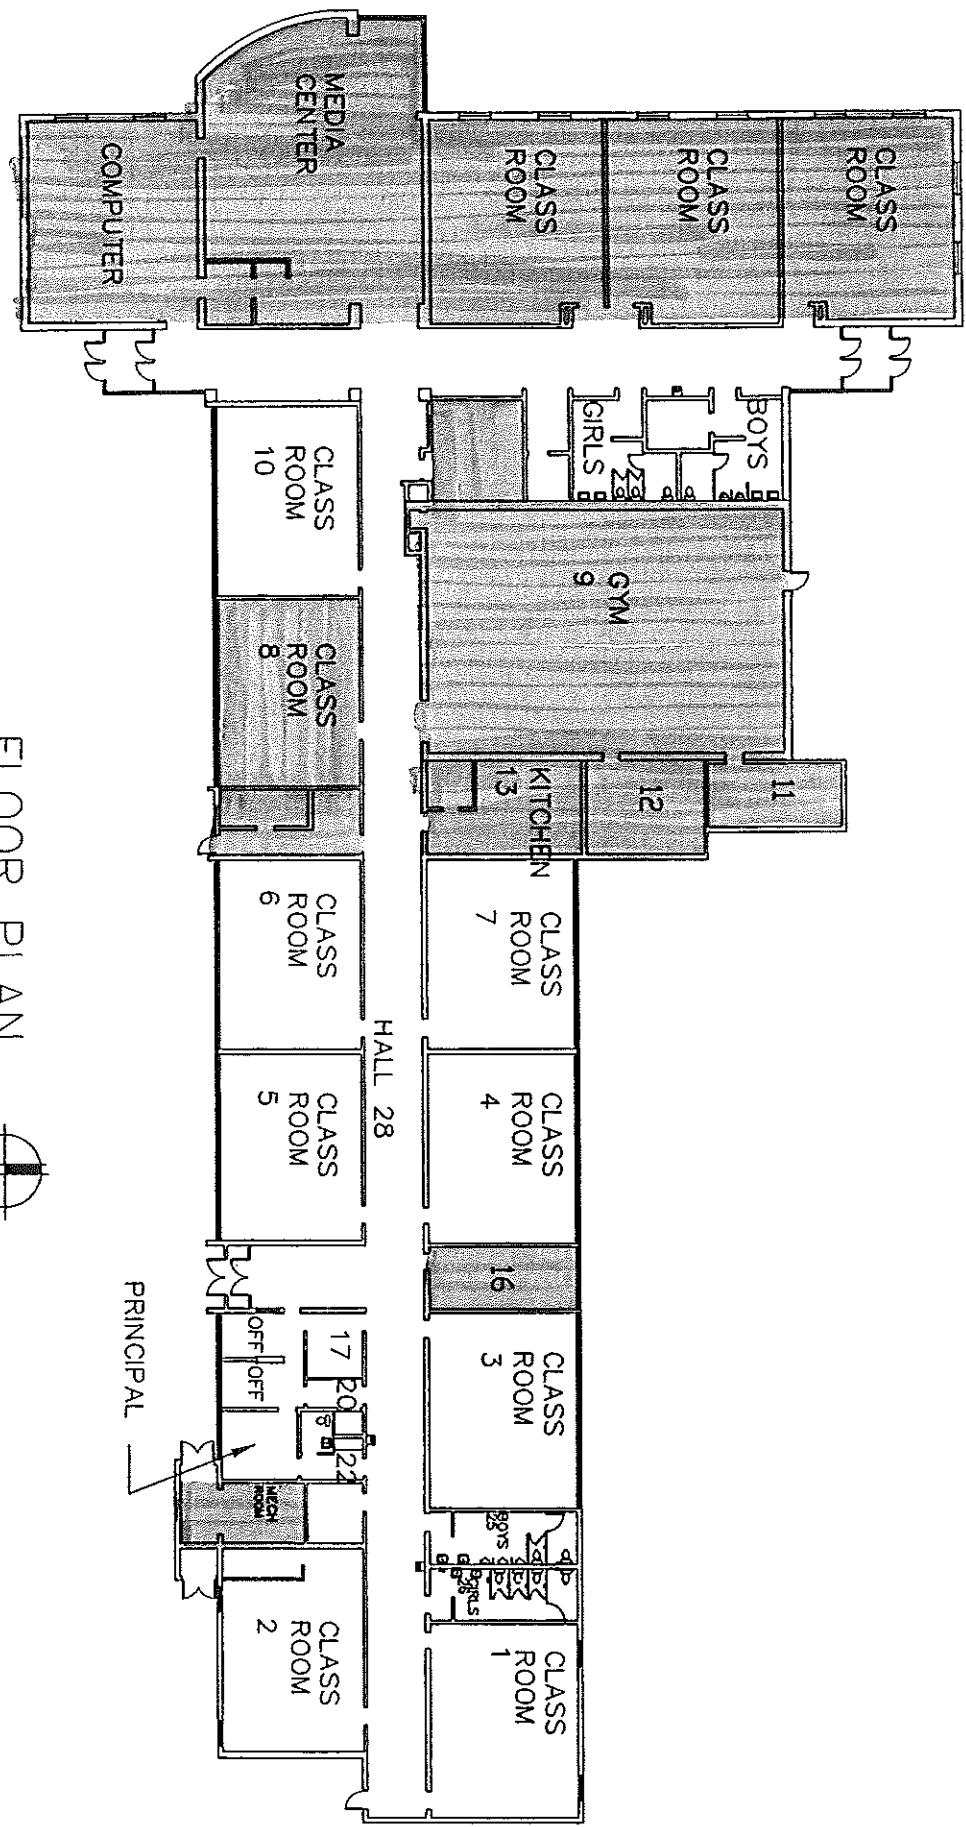 MEDIA
CENTER
COMPUTER
CLASS
ROOM
CLASS
ROOM
CLASS
ROOM
GIRLS
BOYS
CLASS
ROOM
10
GYM
9
CLASS
ROOM
8
KITCHEN
13
12
11
CLASS
ROOM
6
CLASS
ROOM
7
HALL 28
CLASS
ROOM
5
CLASS
ROOM
4
16
OFF
OFF
17
20
22
PRINCIPAL
CLASS
ROOM
3
MECH
ROOM
BOYS
25
GIRLS
26
CLASS
ROOM
2
CLASS
ROOM
1
FLOOR PLAN